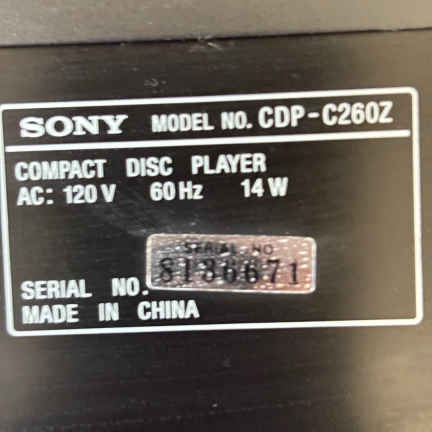 SONY MODEL NO. CDP-C260Z
COMPACT DISC PLAYER
AC: 120 V 60 Hz 14 W
SERIAL NO
S136671
SERIAL NO.
MADE IN CHINA